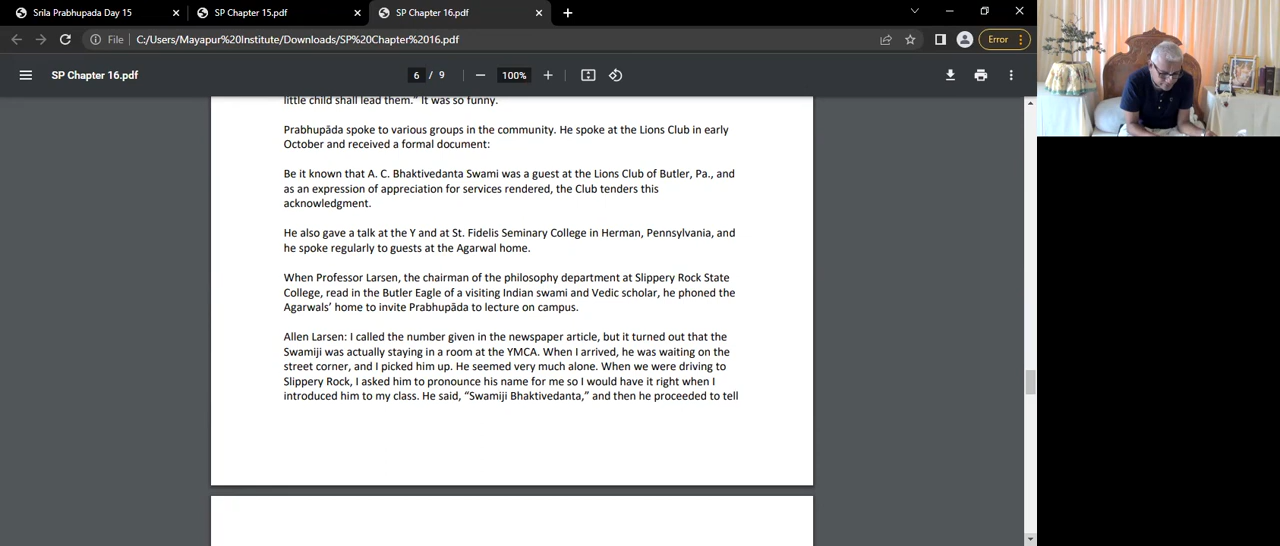 Srila Prabhupada Day 15
SP Chapter 15.pdf
SP Chapter 16.pdf
File
C:/Users/Mayapur%20Institute/Downloads/SP%20Chapter%2016.pdf
Error
SP Chapter 16.pdf
6 / 9
100%
little child shall lead them.” It was so funny.
Prabhupāda spoke to various groups in the community. He spoke at the Lions Club in early
October and received a formal document:
Be it known that A. C. Bhaktivedanta Swami was a guest at the Lions Club of Butler, Pa., and
as an expression of appreciation for services rendered, the Club tenders this
acknowledgment.
He also gave a talk at the Y and at St. Fidelis Seminary College in Herman, Pennsylvania, and
he spoke regularly to guests at the Agarwal home.
When Professor Larsen, the chairman of the philosophy department at Slippery Rock State
College, read in the Butler Eagle of a visiting Indian swami and Vedic scholar, he phoned the
Agarwals’ home to invite Prabhupāda to lecture on campus.
Allen Larsen: I called the number given in the newspaper article, but it turned out that the
Swamiji was actually staying in a room at the YMCA. When I arrived, he was waiting on the
street corner, and I picked him up. He seemed very much alone. When we were driving to
Slippery Rock, I asked him to pronounce his name for me so I would have it right when I
introduced him to my class. He said, “Swamiji Bhaktivedanta,” and then he proceeded to tell